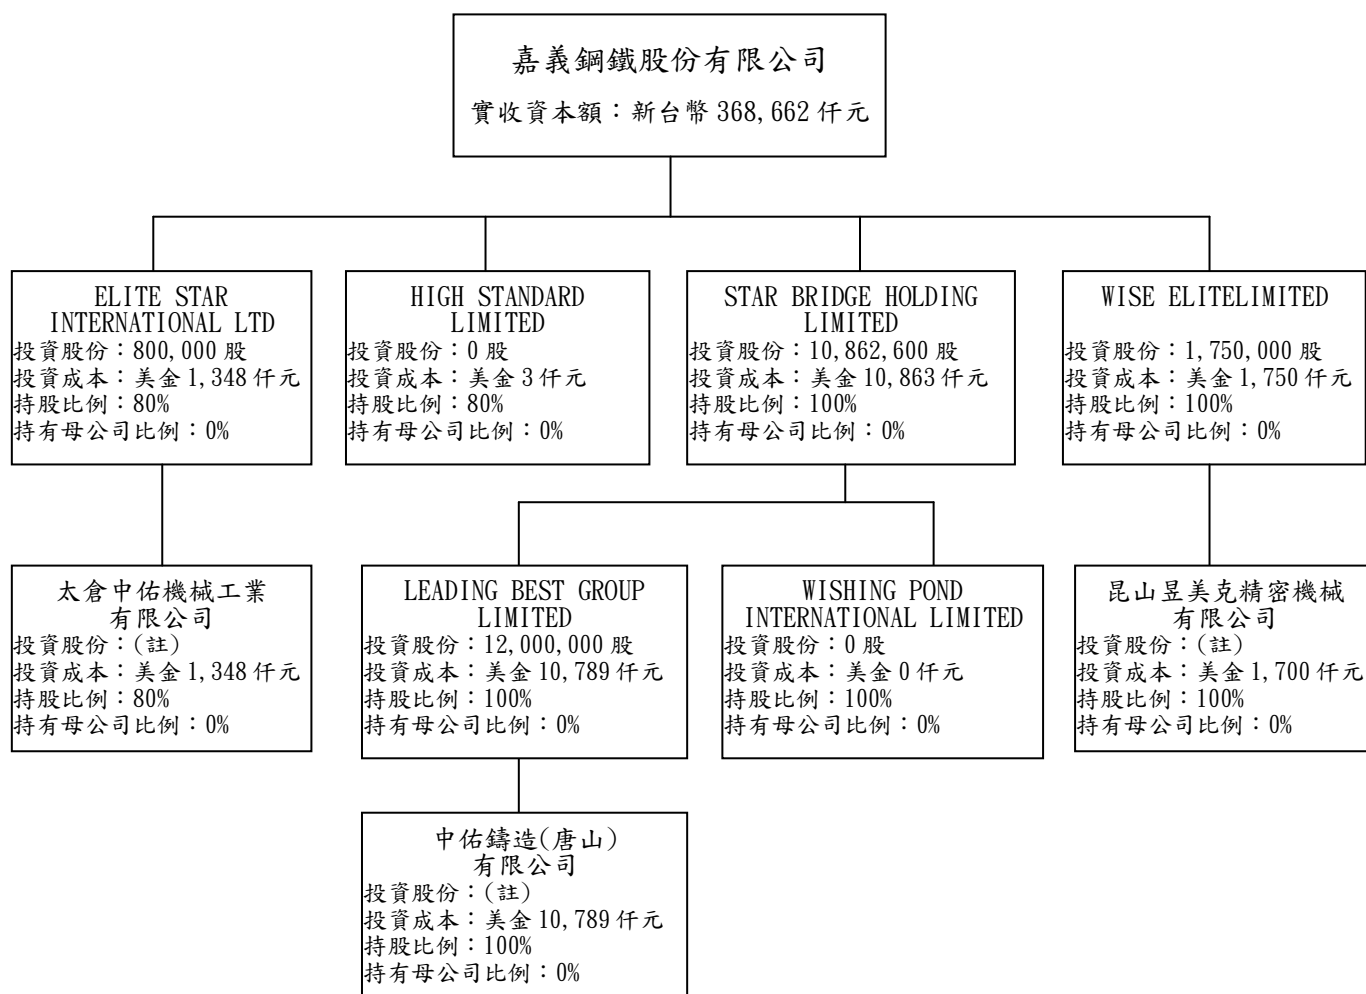 嘉義鋼鐵股份有限公司
實收資本額：新台幣 368,662 仟元
ELITE STAR
INTERNATIONAL LTD
投資股份：800,000 股
投資成本：美金 1,348 仟元
持股比例：80%
持有母公司比例：0%
HIGH STANDARD
LIMITED
投資股份：0 股
投資成本：美金 3 仟元
持股比例：80%
持有母公司比例：0%
STAR BRIDGE HOLDING
LIMITED
投資股份：10,862,600 股
投資成本：美金 10,863 仟元
持股比例：100%
持有母公司比例：0%
WISE ELITELIMITED
投資股份：1,750,000 股
投資成本：美金 1,750 仟元
持股比例：100%
持有母公司比例：0%
太倉中佑機械工業
有限公司
投資股份：(註)
投資成本：美金 1,348 仟元
持股比例：80%
持有母公司比例：0%
LEADING BEST GROUP
LIMITED
投資股份：12,000,000 股
投資成本：美金 10,789 仟元
持股比例：100%
持有母公司比例：0%
WISHING POND
INTERNATIONAL LIMITED
投資股份：0 股
投資成本：美金 0 仟元
持股比例：100%
持有母公司比例：0%
昆山昱美克精密機械
有限公司
投資股份：(註)
投資成本：美金 1,700 仟元
持股比例：100%
持有母公司比例：0%
中佑鑄造(唐山)
有限公司
投資股份：(註)
投資成本：美金 10,789 仟元
持股比例：100%
持有母公司比例：0%